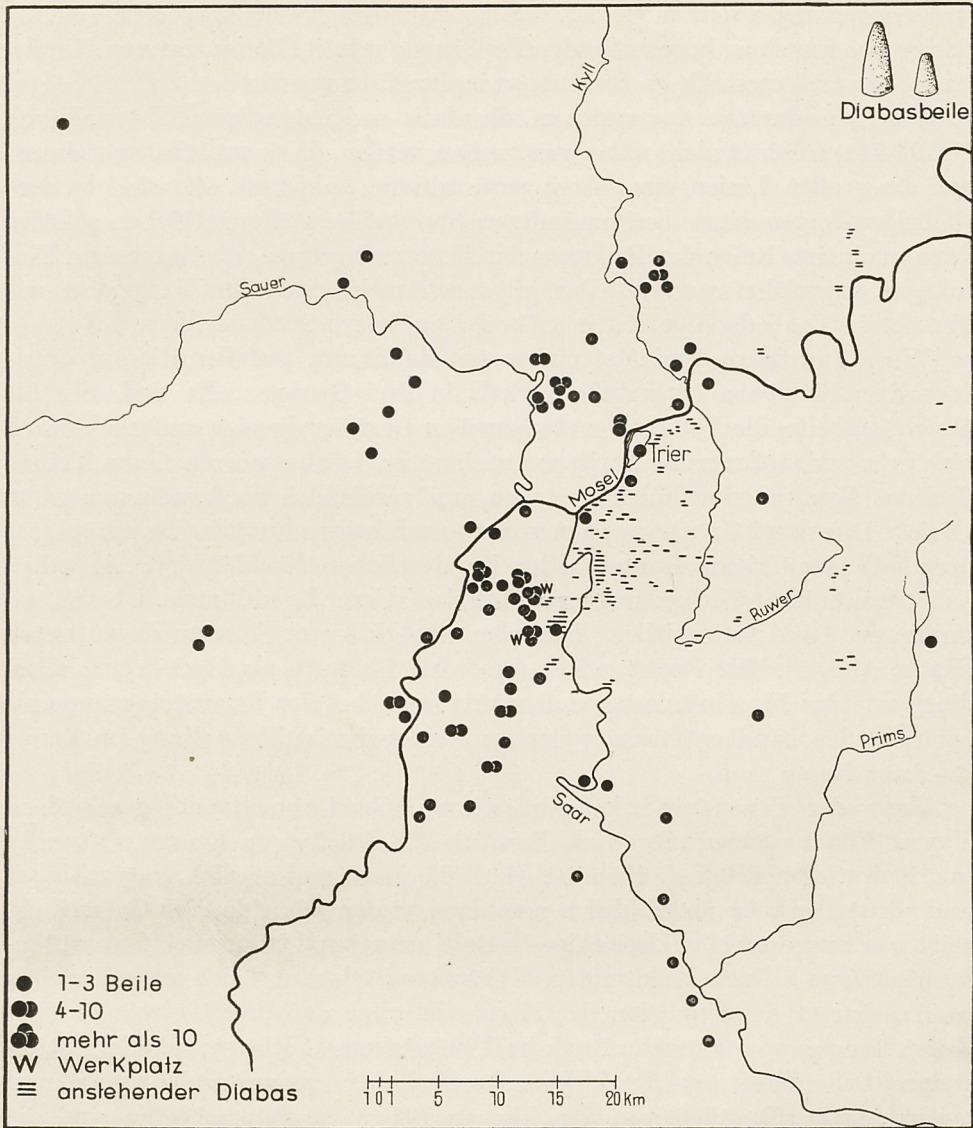 Kyll
Diabasbeile
Sauer
Trier
Mosel
W
Ruwer
W
Prims
Saar
1-3 Beile
4-10
mehr als 10
W Werkplatz
anstehender Diabas
1 0 1 5 10 15 20 Km